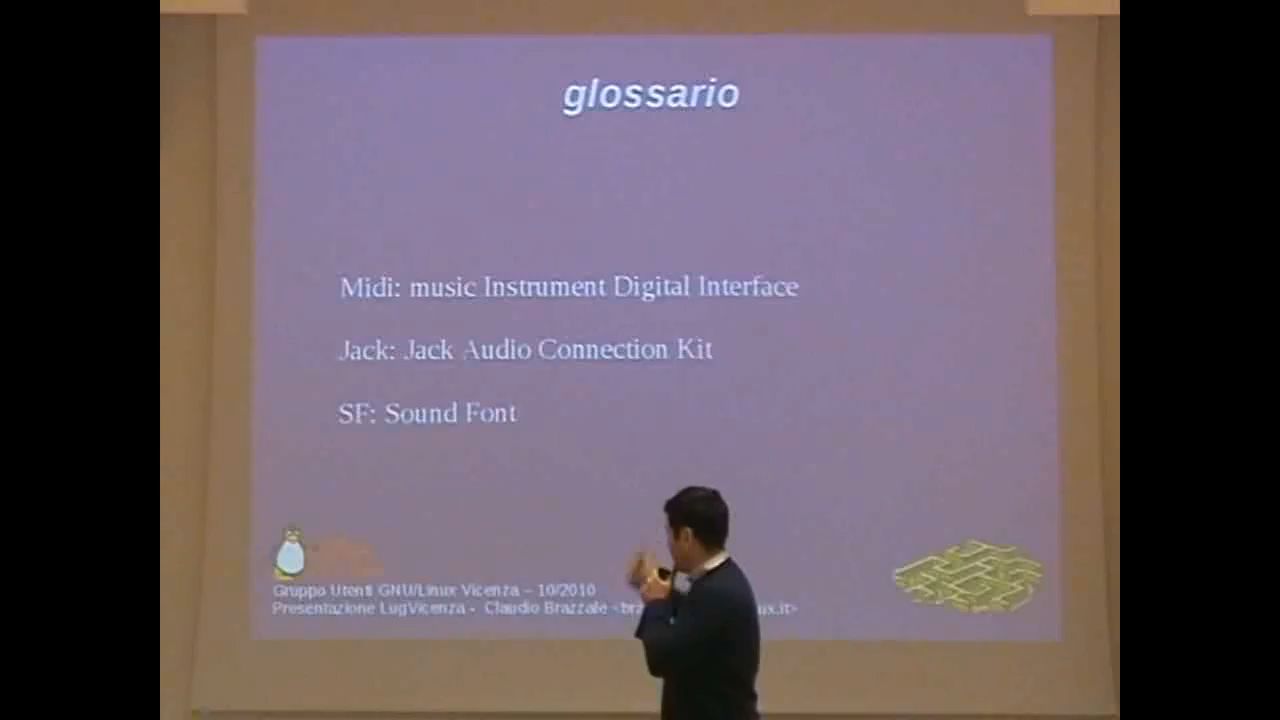 glossario
Midi: music Instrument Digital Interface
Jack: Jack Audio Connection Kit
SF: Sound Font
Gruppo Utenti GNU/Linux Vicenza – 10/2010
Presentazione LugVicenza - Claudio Brazzale